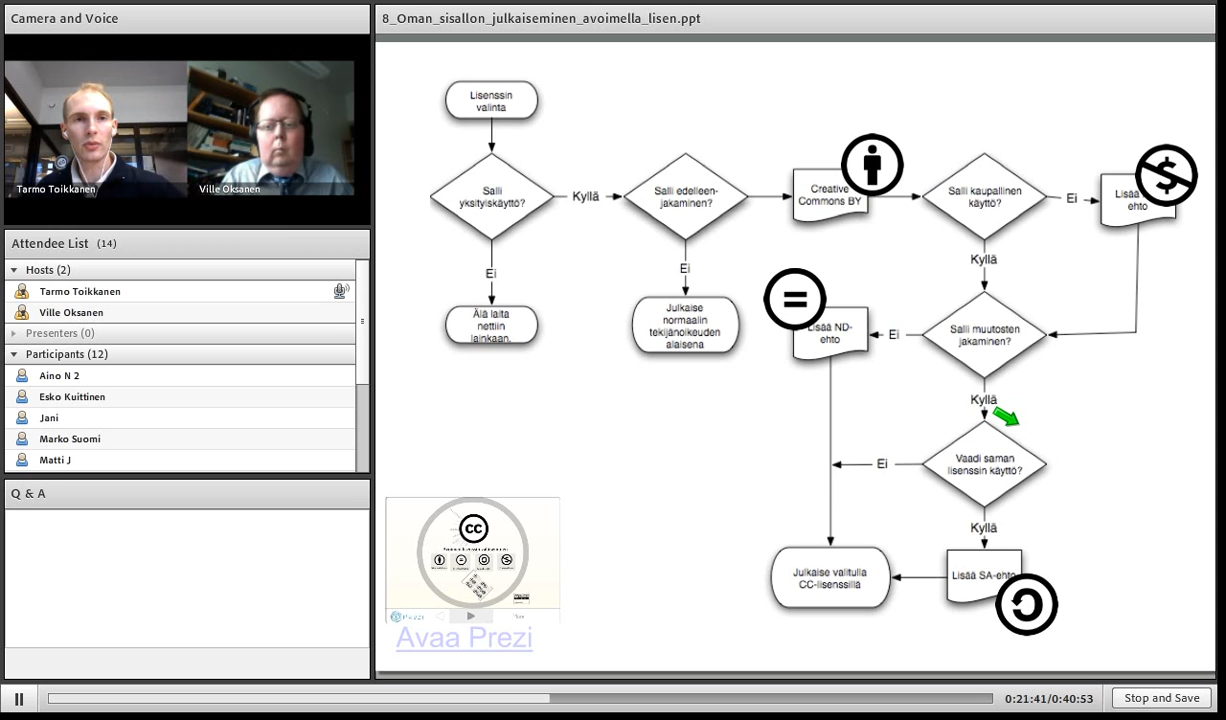 Camera and Voice
Tarmo Toikkanen
Ville Oksanen
Attendee List (14)
Hosts (2)
Tarmo Toikkanen
Ville Oksanen
Presenters (0)
Participants (12)
Aino N 2
Esko Kuittinen
Jani
Marko Suomi
Matti J
Q & A
8_Oman_sisallon_julkaiseminen_avoimella_lisen.ppt
Lisenssin
valinta
Salli
yksityiskäyttö?
Kyllä
Salli edelleen-
jakaminen?
Creative
Commons BY
Salli kaupallinen
käyttö?
Ei
$
Lisää
ehto
Ei
Ei
Kyllä
Älä laita
nettiin
lainkaan.
Julkaise
normaalin
tekijänoikeuden
alaisena
=
Lisää ND-
ehto
Ei
Salli muutosten
jakaminen?
Kyllä
Ei
Vaadi saman
lisenssin käyttö?
Kyllä
Julkaise valitulla
CC-lisenssillä
Lisää SA-ehto
cc
Prezi
Avaa Prezi
0:21:41/0:40:53
Stop and Save